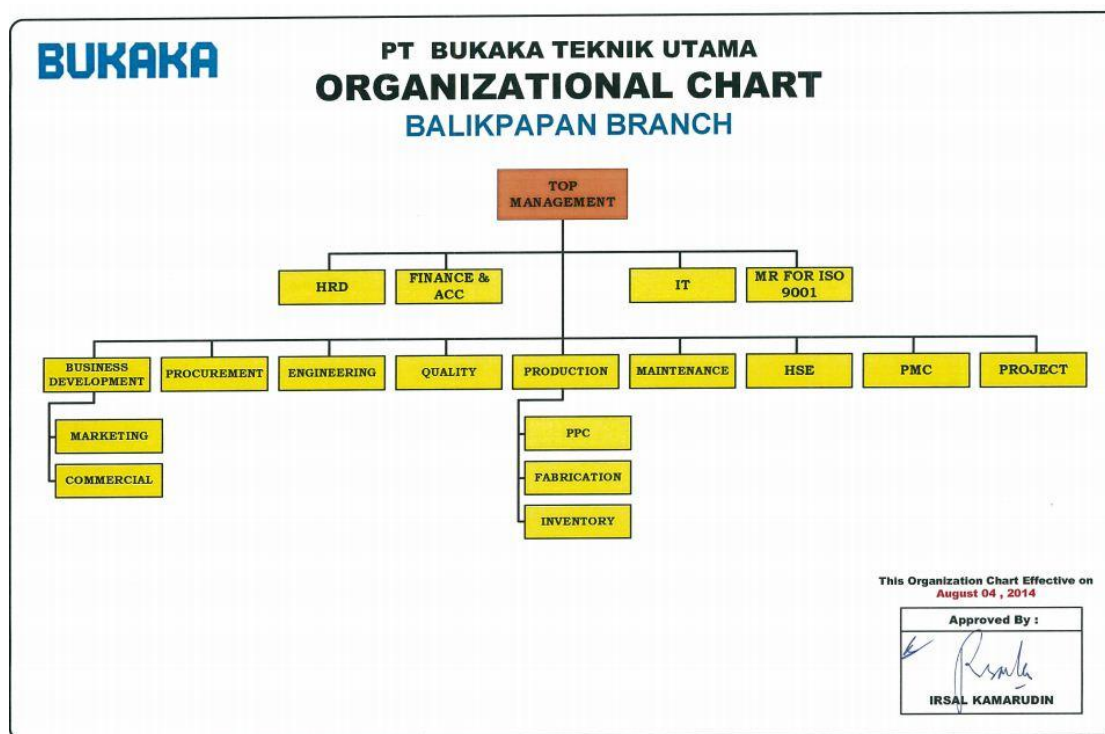 BUKAKA
PT BUKAKA TEKNIK UTAMA
ORGANIZATIONAL CHART
BALIKPAPAN BRANCH
TOP
MANAGEMENT
HRD
FINANCE &
ACC
IT
MR FOR ISO
9001
BUSINESS
DEVELOPMENT
PROCUREMENT
ENGINEERING
QUALITY
PRODUCTION
MAINTENANCE
HSE
PMC
PROJECT
MARKETING
COMMERCIAL
PPC
FABRICATION
INVENTORY
This Organization Chart Effective on
August 04 , 2014
Approved By :
IRSAL KAMARUDIN